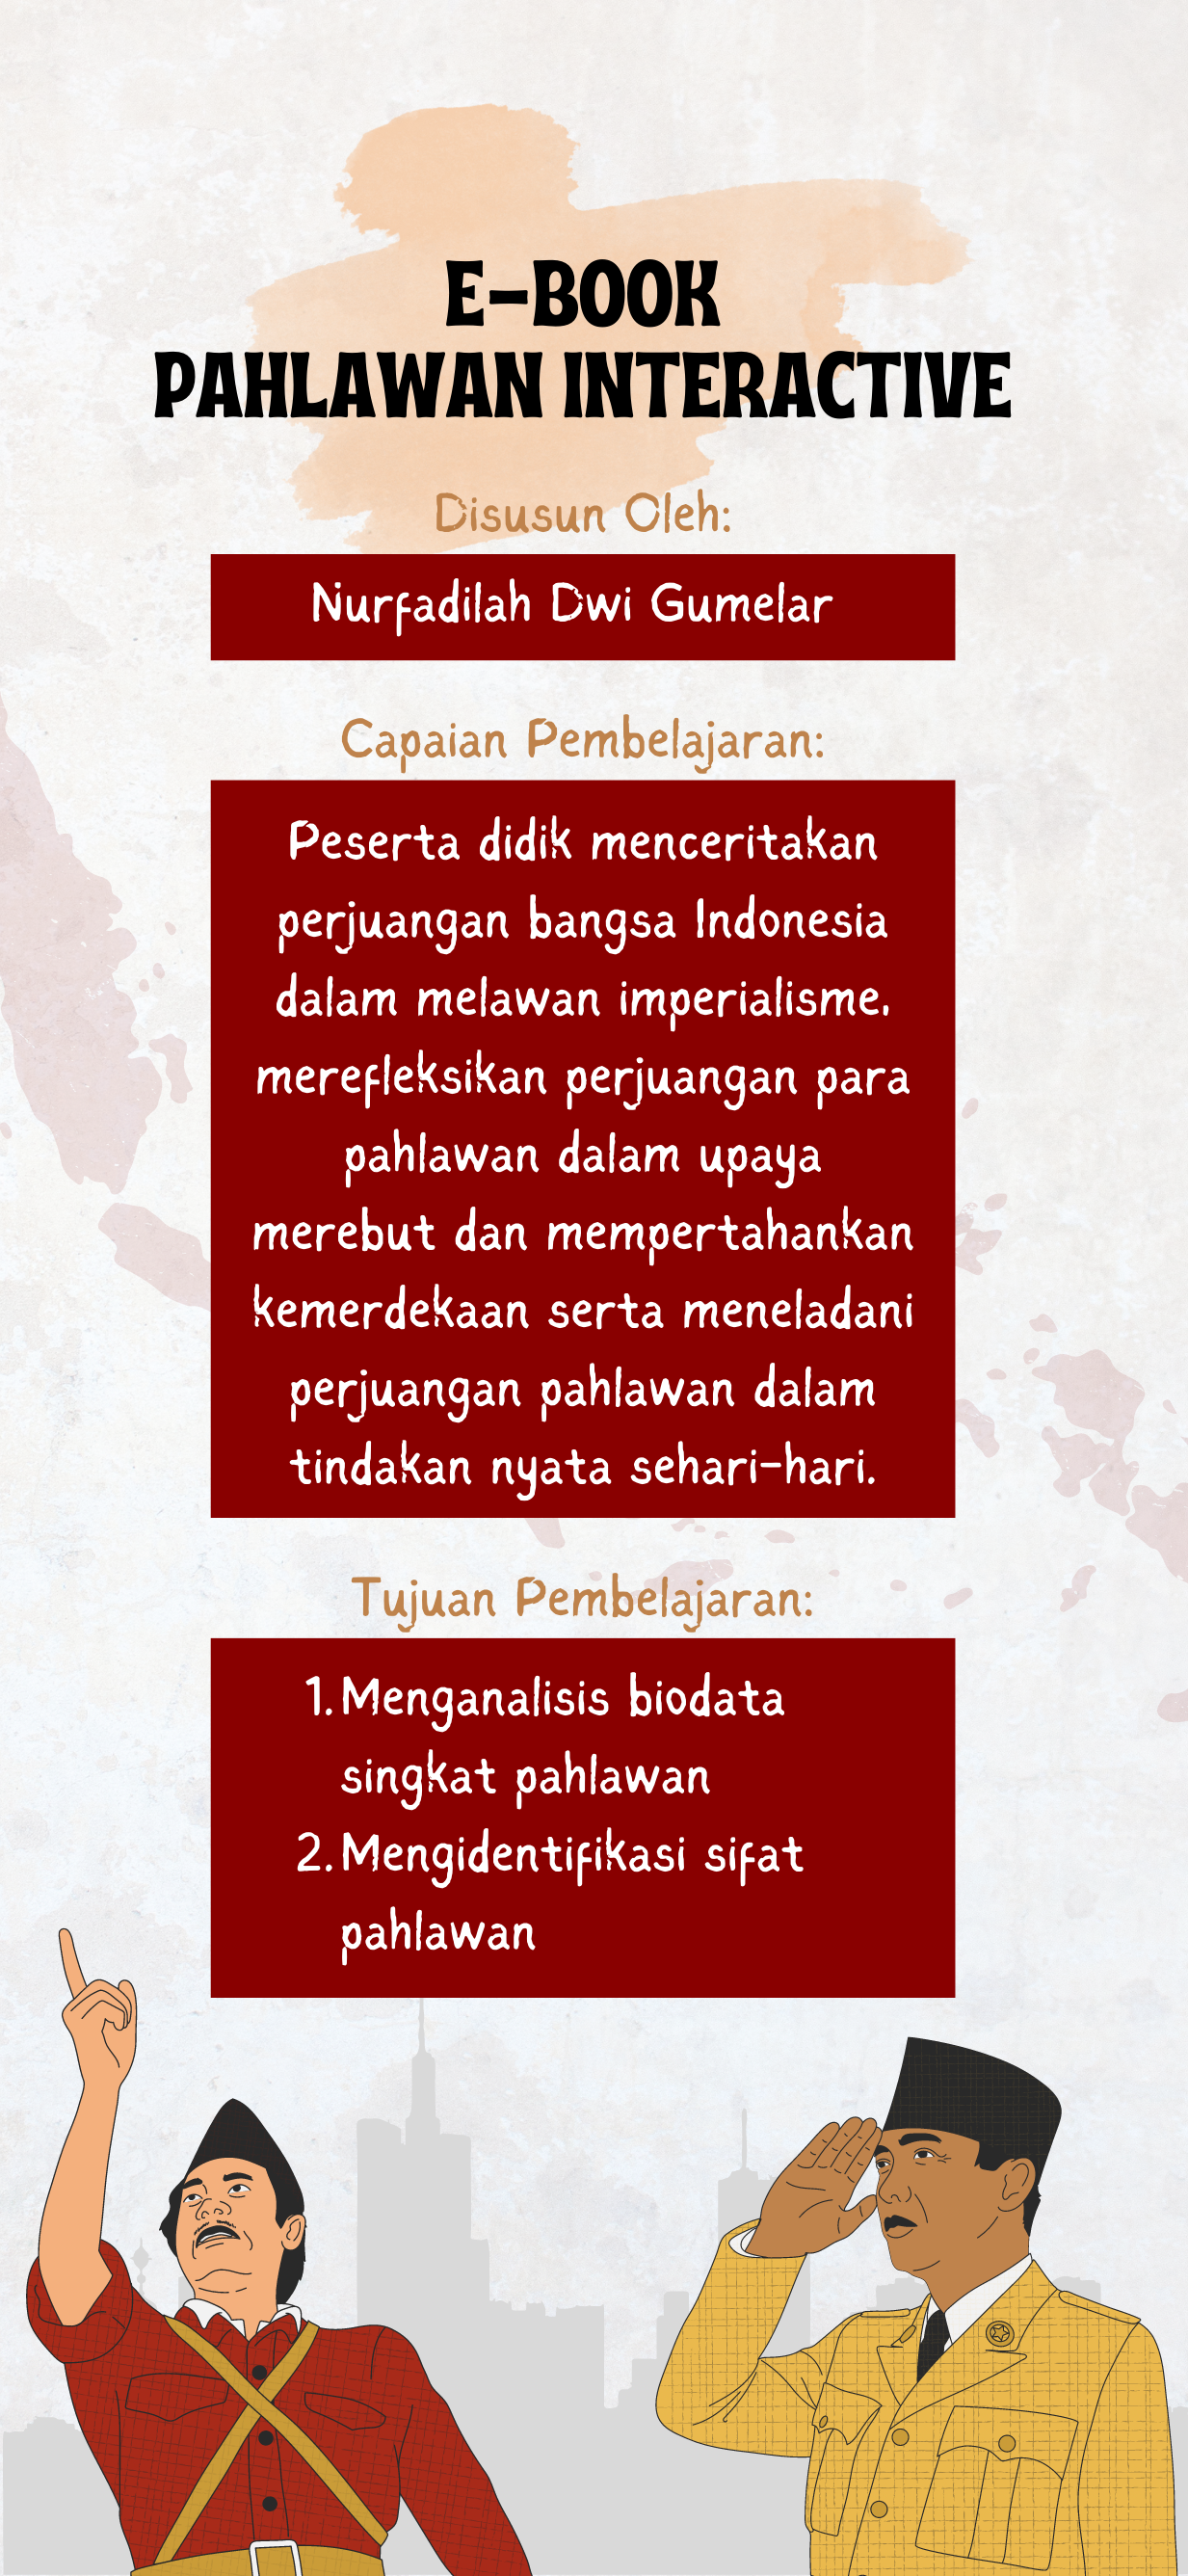 E-BOOK
PAHLAWAN INTERACTIVE
Disusun Oleh:
Nurfadilah Dwi Gumelar
Capaian Pembelajaran:
Peserta didik menceritakan
perjuangan bangsa Indonesia
dalam melawan imperialisme,
merefleksikan perjuangan para
pahlawan dalam upaya
merebut dan mempertahankan
kemerdekaan serta meneladani
perjuangan pahlawan dalam
tindakan nyata sehari-hari.
Tujuan Pembelajaran:
1. Menganalisis biodata
singkat pahlawan
2. Mengidentifikasi sifat
pahlawan